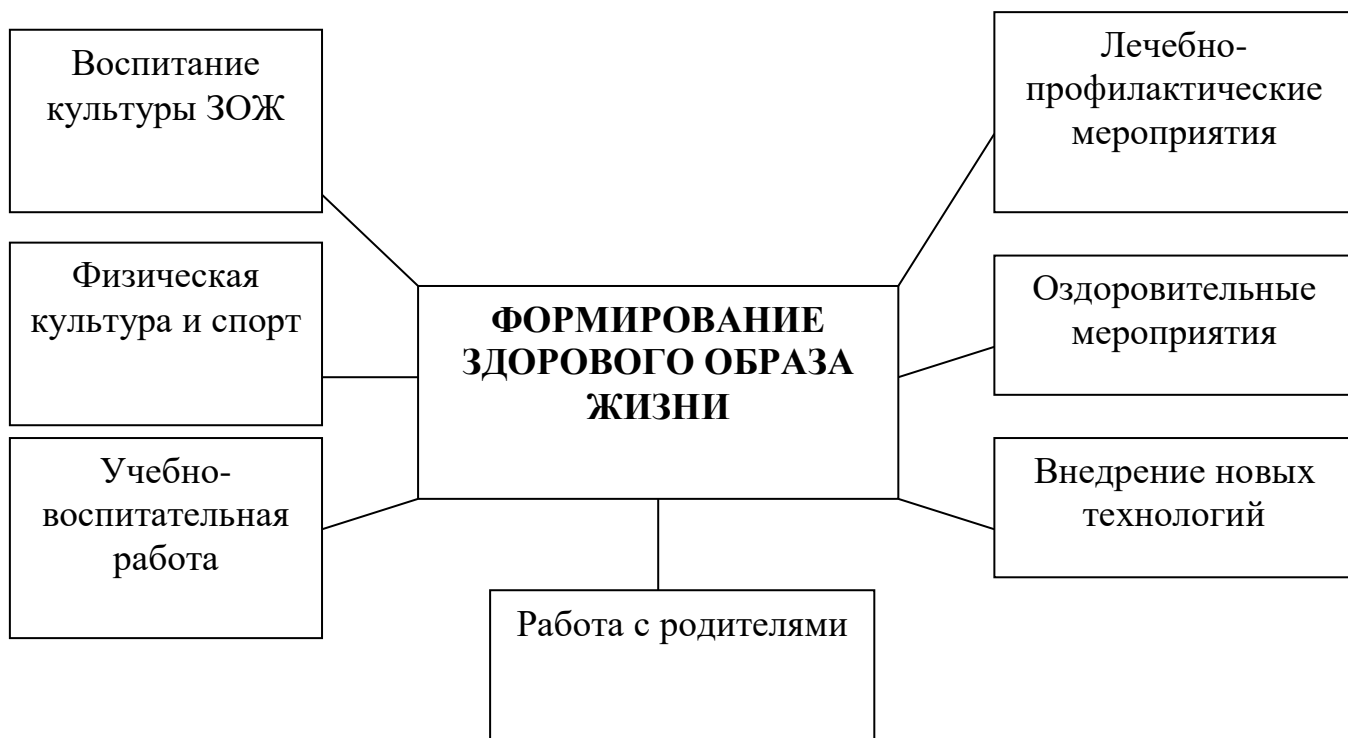 Воспитание
культуры ЗОЖ
Физическая
культура и спорт
Учебно-
воспитательная
работа
ФОРМИРОВАНИЕ
ЗДОРОВОГО ОБРАЗА
ЖИЗНИ
Работа с родителями
Лечебно-
профилактические
мероприятия
Оздоровительные
мероприятия
Внедрение новых
технологий